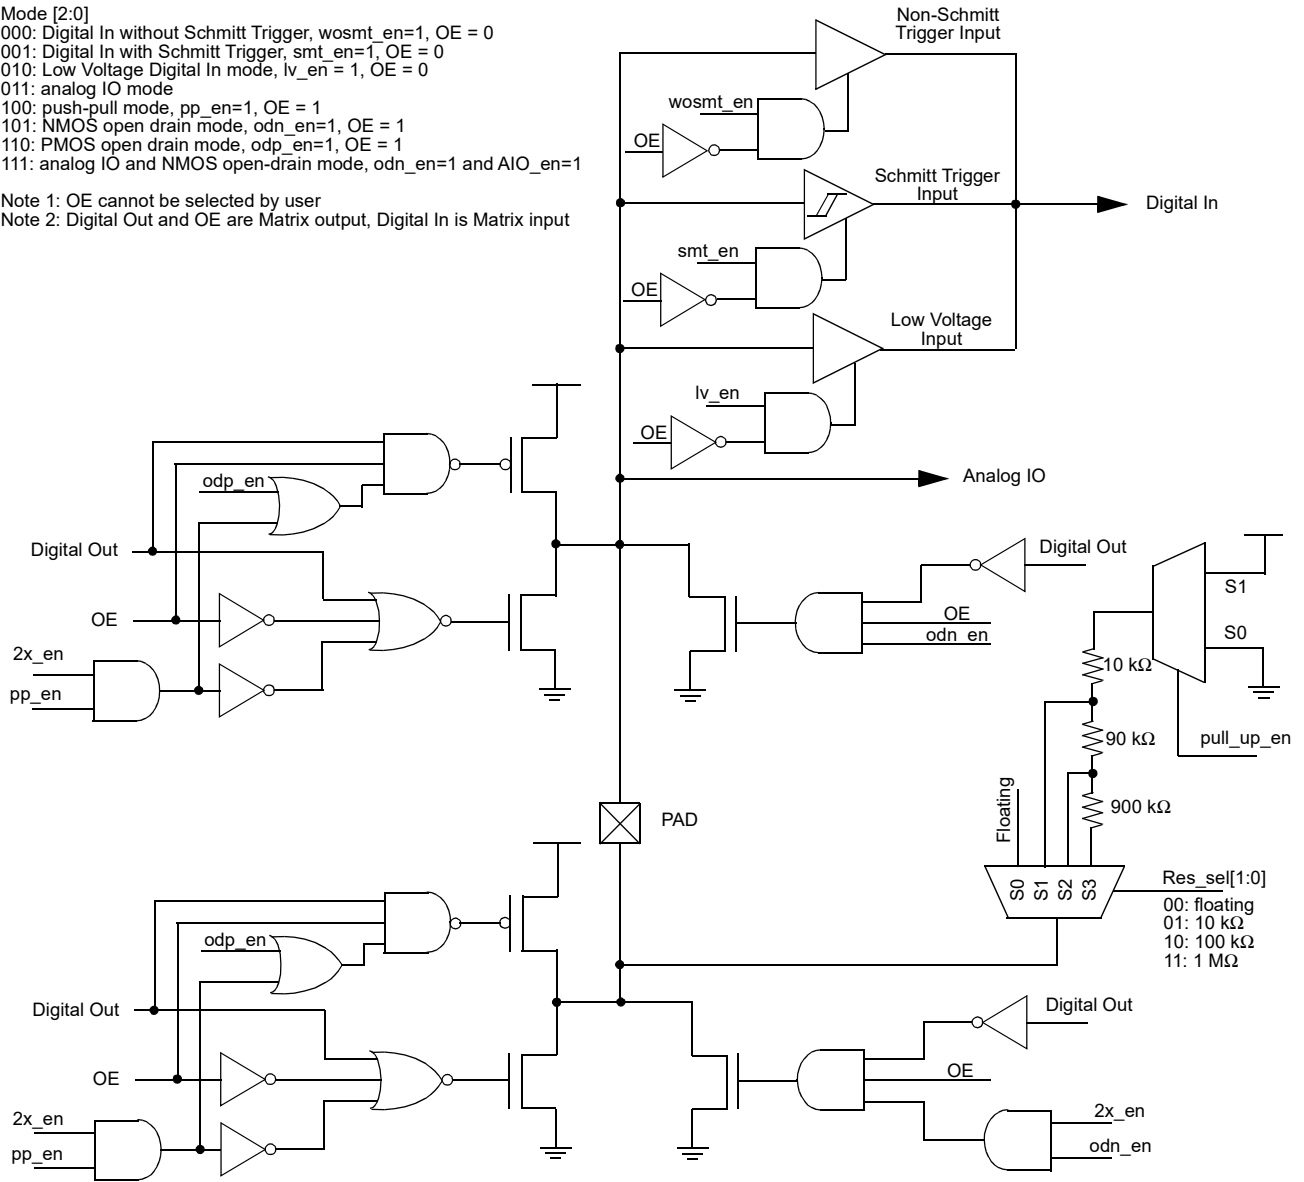 Mode [2:0]
000: Digital In without Schmitt Trigger, wosmt_en=1, OE = 0
001: Digital In with Schmitt Trigger, smt_en=1, OE = 0
010: Low Voltage Digital In mode, lv_en = 1, OE = 0
011: analog IO mode
100: push-pull mode, pp_en=1, OE = 1
101: NMOS open drain mode, odn_en=1, OE = 1
110: PMOS open drain mode, odp_en=1, OE = 1
111: analog IO and NMOS open-drain mode, odn_en=1 and AIO_en=1
Note 1: OE cannot be selected by user
Note 2: Digital Out and OE are Matrix output, Digital In is Matrix input
Non-Schmitt
Trigger Input
wosmt_en
OE
Schmitt Trigger
Input
Digital In
smt_en
OE
Low Voltage
Input
lv_en
OE
Analog IO
odp_en
Digital Out
OE
2x_en
pp_en
Digital Out
OE
odn_en
S1
S0
10 kΩ
90 kΩ
pull_up_en
900 kΩ
Floating
PAD
S0
S1
S2
S3
Res_sel[1:0]
00: floating
01: 10 kΩ
10: 100 kΩ
11: 1 MΩ
odp_en
Digital Out
OE
2x_en
pp_en
Digital Out
OE
2x_en
odn_en